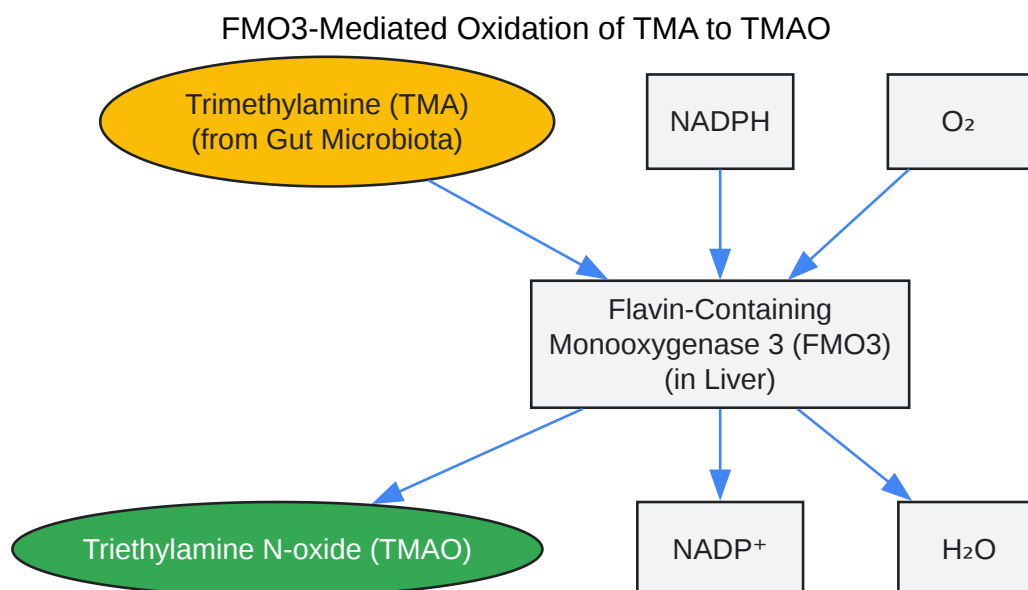 FMO3-Mediated Oxidation of TMA to TMAO
Trimethylamine (TMA)
(from Gut Microbiota)
NADPH
O₂
Flavin-Containing
Monooxygenase 3 (FMO3)
(in Liver)
Triethylamine N-oxide (TMAO)
NADP⁺
H₂O